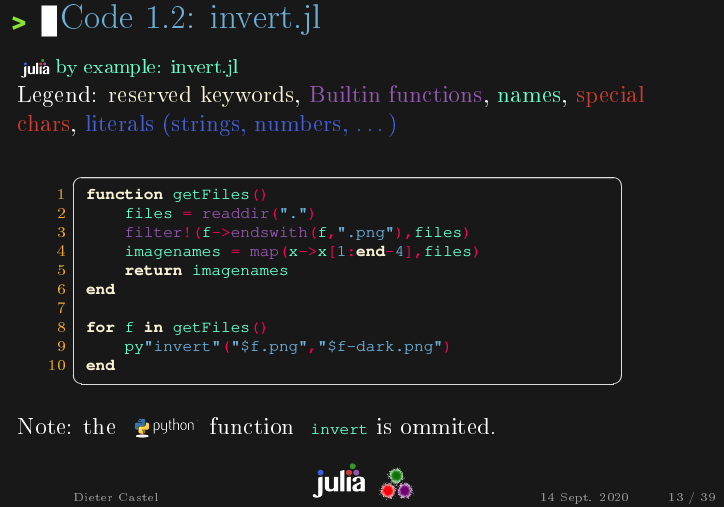 > Code 1.2: invert.jl
julia by example: invert.jl
Legend: reserved keywords, Builtin functions, names, special
chars, literals (strings, numbers, ...)
1 function getFiles()
2     files = readdir(".")
3     filter!(f->endswith(f,".png"),files)
4     imagenames = map(x->x[1:end-4],files)
5     return imagenames
6 end
7
8 for f in getFiles()
9     py"invert"("$f.png","$f-dark.png")
10 end
Note: the python function invert is ommited.
julia
Dieter Castel 14 Sept. 2020 13 / 39